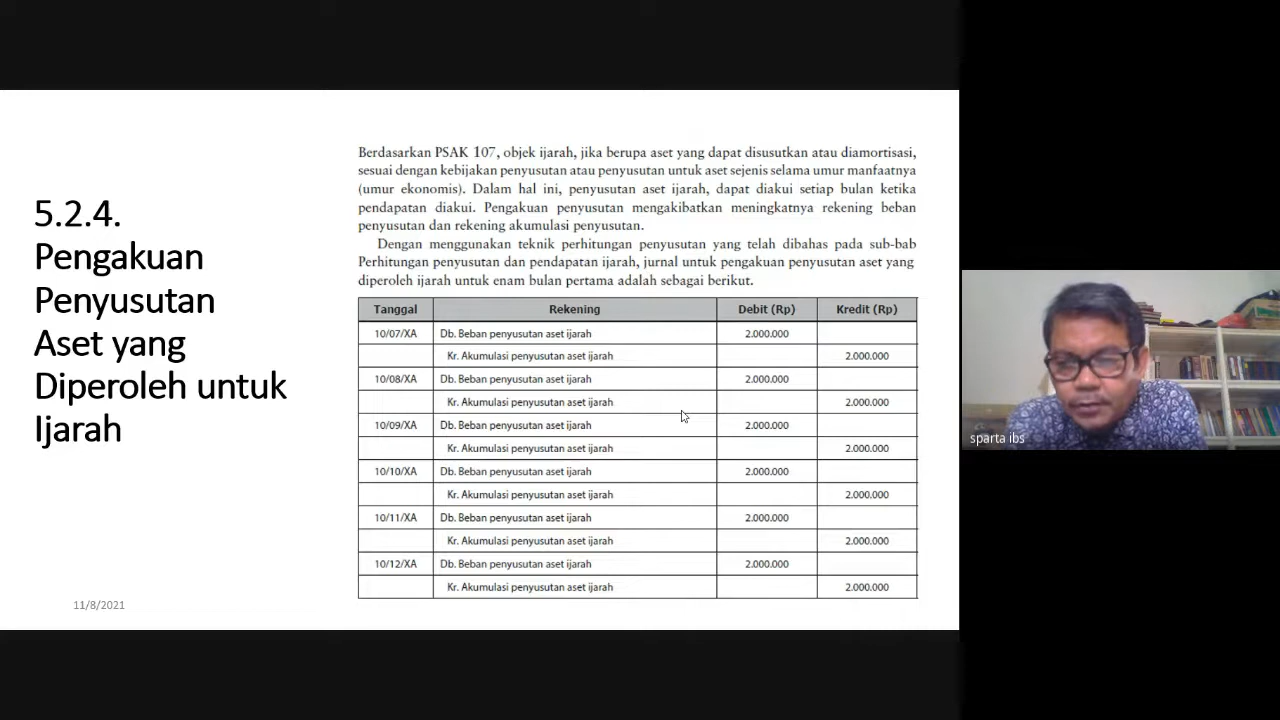 5.2.4.
Pengakuan
Penyusutan
Aset yang
Diperoleh untuk
Ijarah
11/8/2021
Berdasarkan PSAK 107, objek ijarah, jika berupa aset yang dapat disusutkan atau diamortisasi,
sesuai dengan kebijakan penyusutan atau penyusutan untuk aset sejenis selama umur manfaatnya
(umur ekonomis). Dalam hal ini, penyusutan aset ijarah, dapat diakui setiap bulan ketika
pendapatan diakui. Pengakuan penyusutan mengakibatkan meningkatnya rekening beban
penyusutan dan rekening akumulasi penyusutan.
Dengan menggunakan teknik perhitungan penyusutan yang telah dibahas pada sub-bab
Perhitungan penyusutan dan pendapatan ijarah, jurnal untuk pengakuan penyusutan aset yang
diperoleh ijarah untuk enam bulan pertama adalah sebagai berikut.
Tanggal Rekening Debit (Rp) Kredit (Rp)
10/07/XA Db. Beban penyusutan aset ijarah 2.000.000
Kr. Akumulasi penyusutan aset ijarah 2.000.000
10/08/XA Db. Beban penyusutan aset ijarah 2.000.000
Kr. Akumulasi penyusutan aset ijarah 2.000.000
10/09/XA Db. Beban penyusutan aset ijarah 2.000.000
Kr. Akumulasi penyusutan aset ijarah 2.000.000
10/10/XA Db. Beban penyusutan aset ijarah 2.000.000
Kr. Akumulasi penyusutan aset ijarah 2.000.000
10/11/XA Db. Beban penyusutan aset ijarah 2.000.000
Kr. Akumulasi penyusutan aset ijarah 2.000.000
10/12/XA Db. Beban penyusutan aset ijarah 2.000.000
Kr. Akumulasi penyusutan aset ijarah 2.000.000
sparta ibs